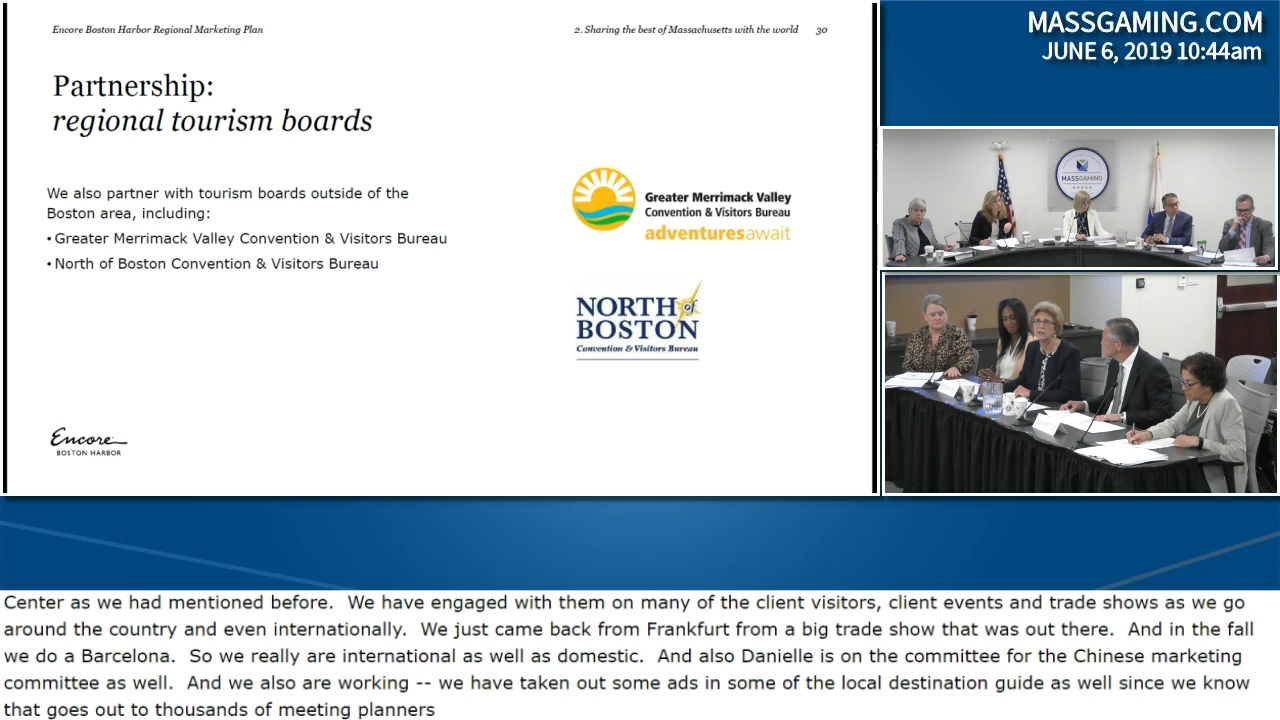 Encore Boston Harbor Regional Marketing Plan
2. Sharing the best of Massachusetts with the world 30
MASSGAMING.COM
JUNE 6, 2019 10:44am
Partnership:
regional tourism boards
We also partner with tourism boards outside of the
Boston area, including:
• Greater Merrimack Valley Convention & Visitors Bureau
• North of Boston Convention & Visitors Bureau
Greater Merrimack Valley
Convention & Visitors Bureau
adventuresawait
NORTH of
BOSTON
Convention & Visitors Bureau
Encore
BOSTON HARBOR
MASSGAMING
Center as we had mentioned before. We have engaged with them on many of the client visitors, client events and trade shows as we go
around the country and even internationally. We just came back from Frankfurt from a big trade show that was out there. And in the fall
we do a Barcelona. So we really are international as well as domestic. And also Danielle is on the committee for the Chinese marketing
committee as well. And we also are working -- we have taken out some ads in some of the local destination guide as well since we know
that goes out to thousands of meeting planners